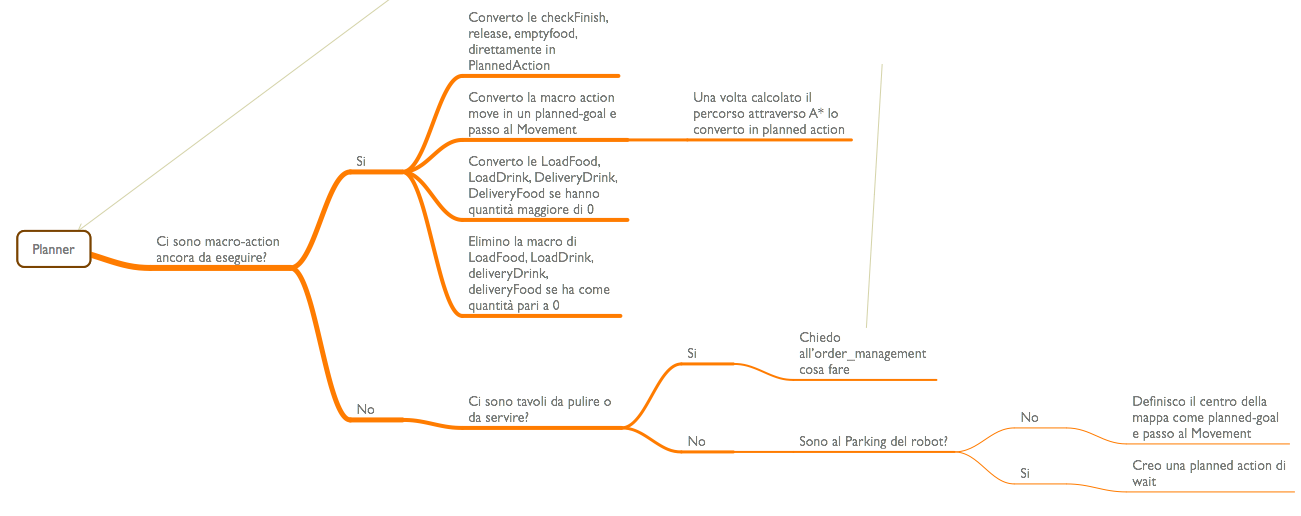 Converto le checkFinish,
release, emptyfood,
direttamente in
PlannedAction
Converto la macro action
move in un planned-goal e
passo al Movement
Una volta calcolato il
percorso attraverso A* lo
converto in planned action
Si
Converto le LoadFood,
LoadDrink, DeliveryDrink,
DeliveryFood se hanno
quantità maggiore di 0
Planner
Ci sono macro-action
ancora da eseguire?
Elimino la macro di
LoadFood, LoadDrink,
deliveryDrink,
deliveryFood se ha come
quantità pari a 0
Si
Chiedo
all'order_management
cosa fare
No
Ci sono tavoli da pulire o
da servire?
No
Sono al Parking del robot?
No
Definisco il centro della
mappa come planned-goal
e passo al Movement
Si
Creo una planned action di
wait